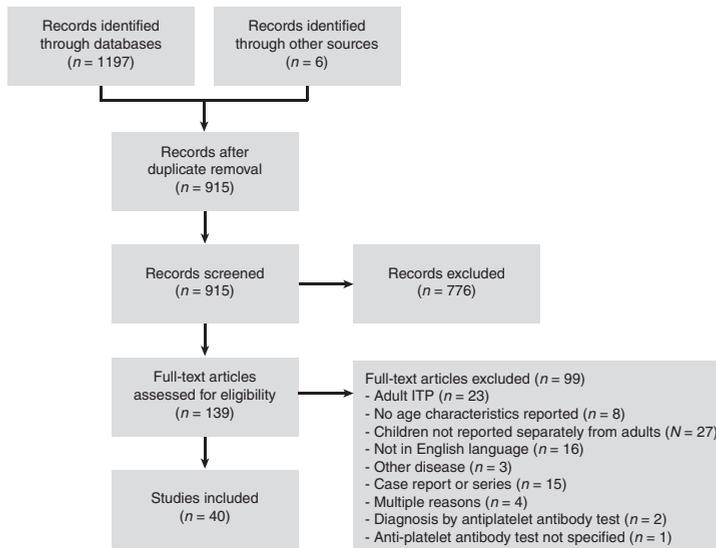 Records identified
through databases
(n = 1197)
Records identified
through other sources
(n = 6)
Records after
duplicate removal
(n = 915)
Records screened
(n = 915)
Records excluded
(n = 776)
Full-text articles
assessed for eligibility
(n = 139)
Full-text articles excluded (n = 99)
- Adult ITP (n = 23)
- No age characteristics reported (n = 8)
- Children not reported separately from adults (N = 27)
- Not in English language (n = 16)
- Other disease (n = 3)
- Case report or series (n = 15)
- Multiple reasons (n = 4)
- Diagnosis by antiplatelet antibody test (n = 2)
- Anti-platelet antibody test not specified (n = 1)
Studies included
(n = 40)